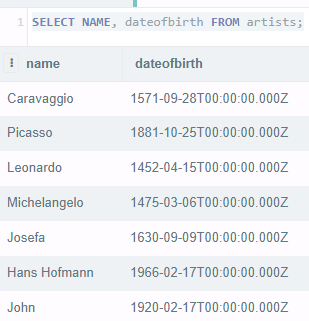 1 SELECT NAME, dateofbirth FROM artists;
name dateofbirth
Caravaggio 1571-09-28T00:00:00.000Z
Picasso 1881-10-25T00:00:00.000Z
Leonardo 1452-04-15T00:00:00.000Z
Michelangelo 1475-03-06T00:00:00.000Z
Josefa 1630-09-09T00:00:00.000Z
Hans Hofmann 1966-02-17T00:00:00.000Z
John 1920-02-17T00:00:00.000Z